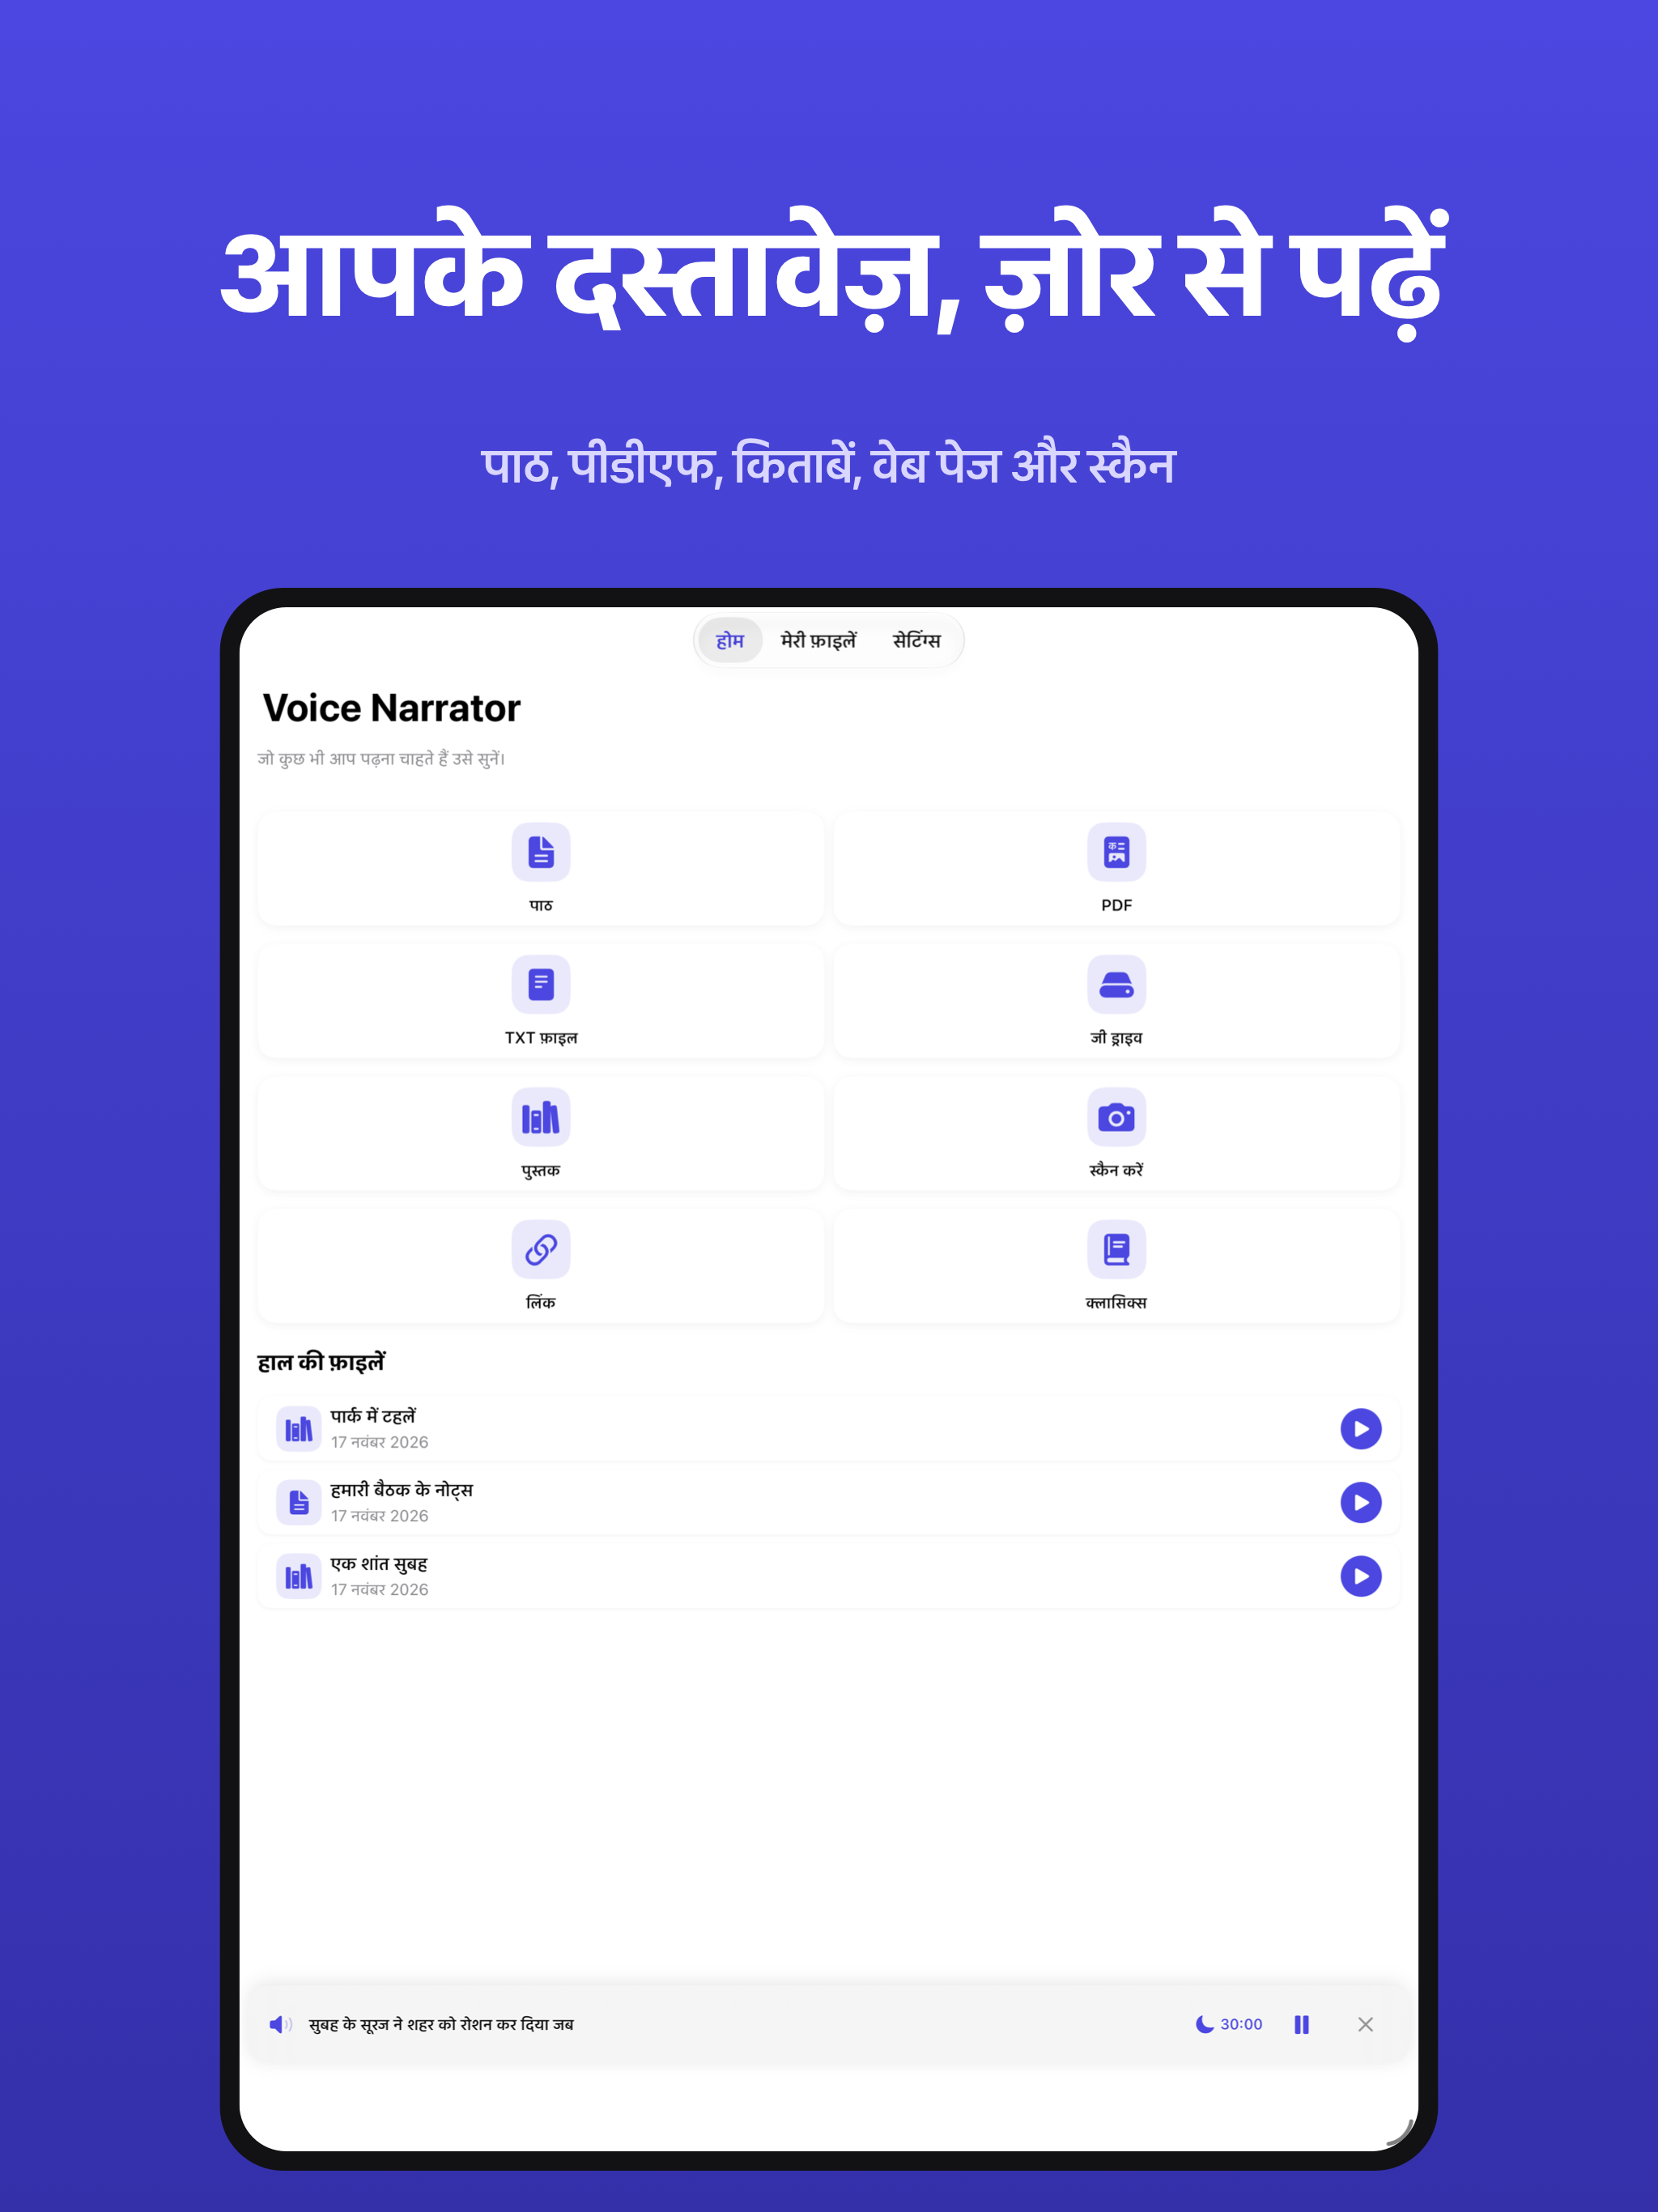 आपके दस्तावेज़, ज़ोर से पढ़ें
पाठ, पीडीएफ, किताबें, वेब पेज और स्कैन
होम मेरी फ़ाइलें सेटिंग्स
Voice Narrator
जो कुछ भी आप पढ़ना चाहते हैं उसे सुनें।
पाठ PDF
TXT फ़ाइल जी ड्राइव
पुस्तक स्कैन करें
लिंक क्लासिक्स
हाल की फ़ाइलें
पार्क में टहलें
17 नवंबर 2026
हमारी बैठक के नोट्स
17 नवंबर 2026
एक शांत सुबह
17 नवंबर 2026
सुबह के सूरज ने शहर को रोशन कर दिया जब 30:00